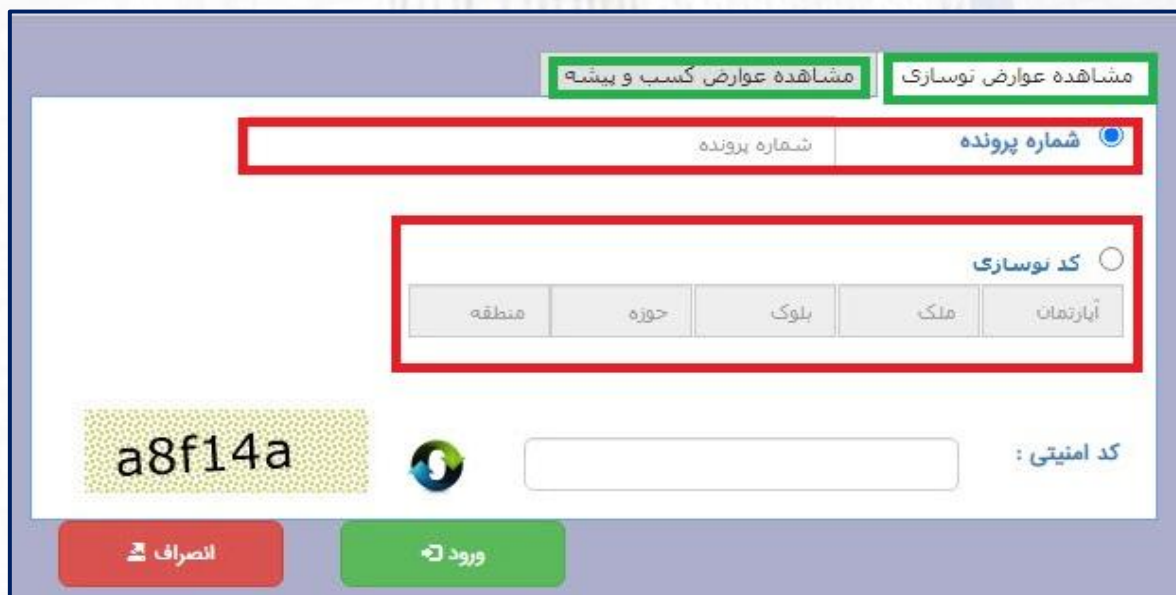 مشاهده عوارض نوسازی
مشاهده عوارض کسب و پیشه
شماره پرونده
شماره پرونده
کد نوسازی
آپارتمان
ملک
بلوک
حوزه
منطقه
کد امنیتی :
a8f14a
ورود
انصراف